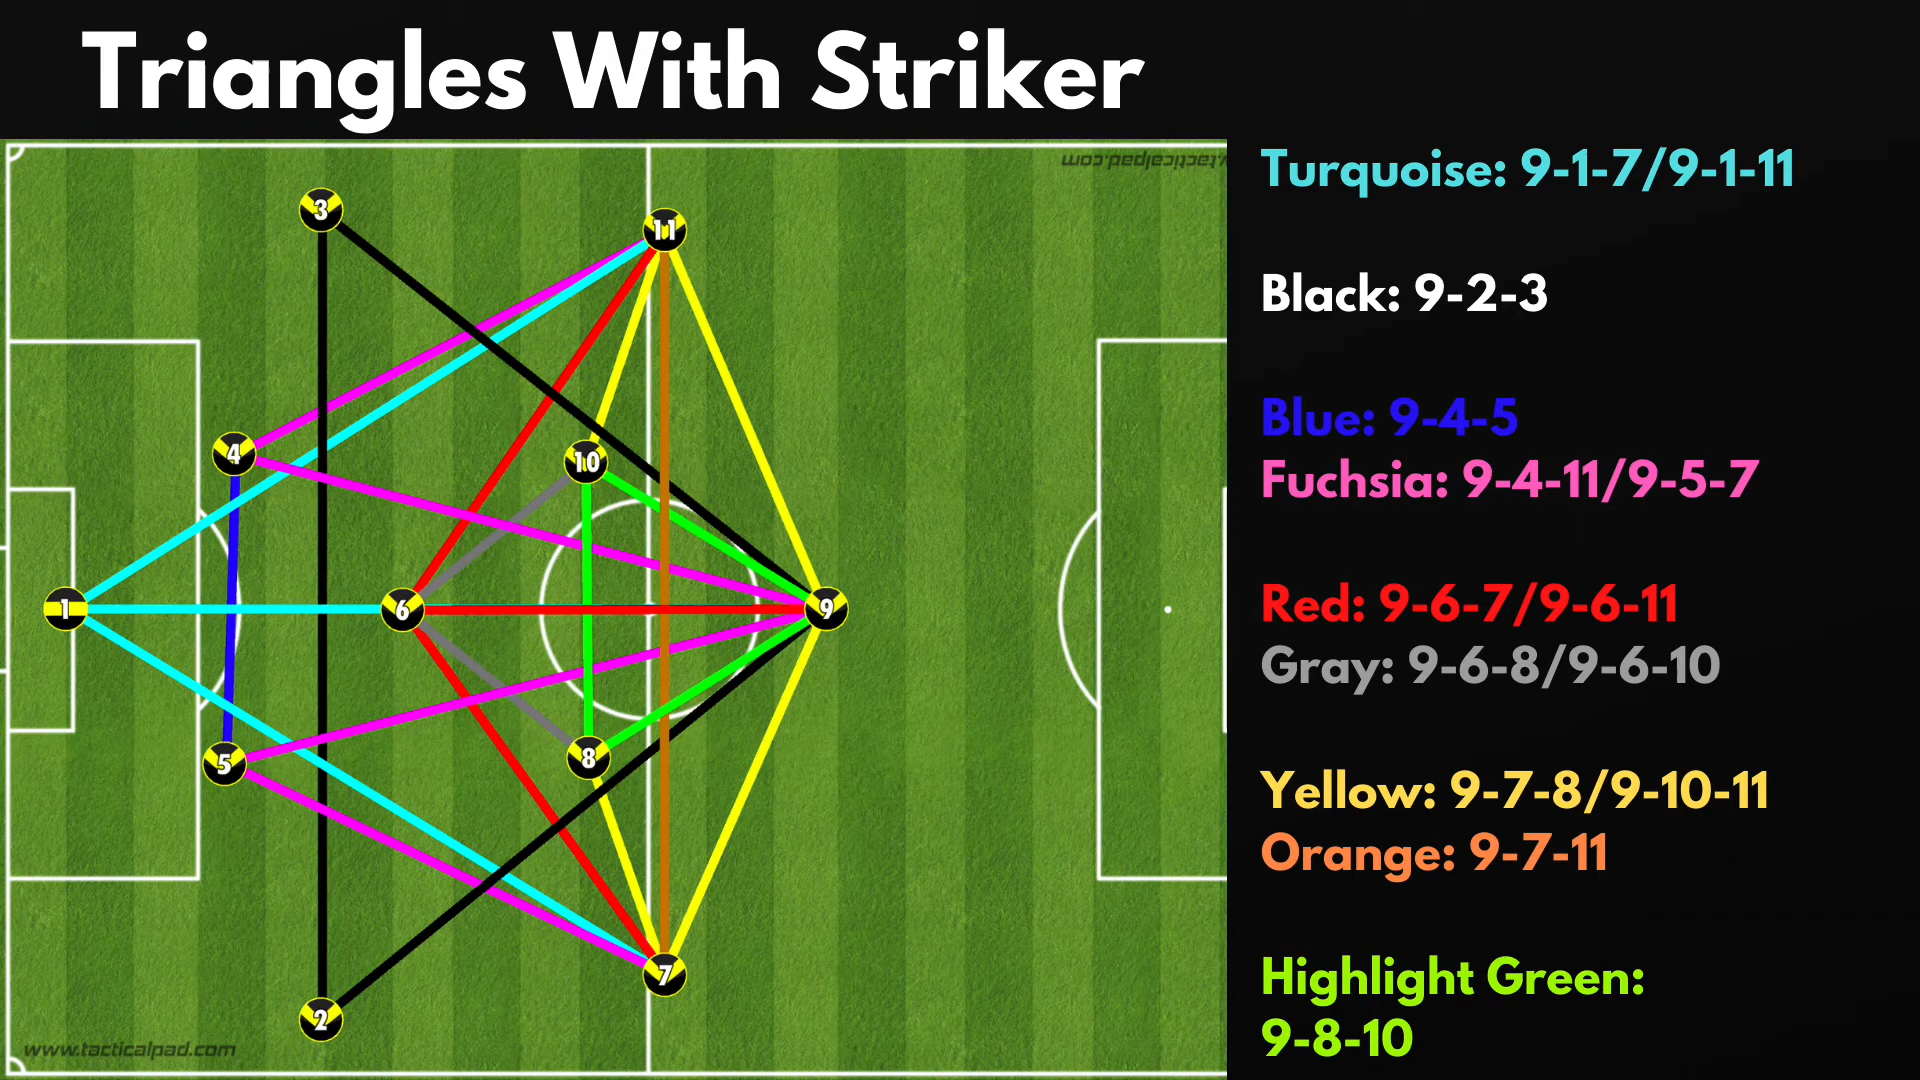 Triangles With Striker
www.tacticalpad.com
Turquoise: 9-1-7/9-1-11
Black: 9-2-3
Blue: 9-4-5
Fuchsia: 9-4-11/9-5-7
Red: 9-6-7/9-6-11
Gray: 9-6-8/9-6-10
Yellow: 9-7-8/9-10-11
Orange: 9-7-11
Highlight Green:
9-8-10
3
11
4
10
1
6
9
8
5
7
2
www.tacticalpad.com